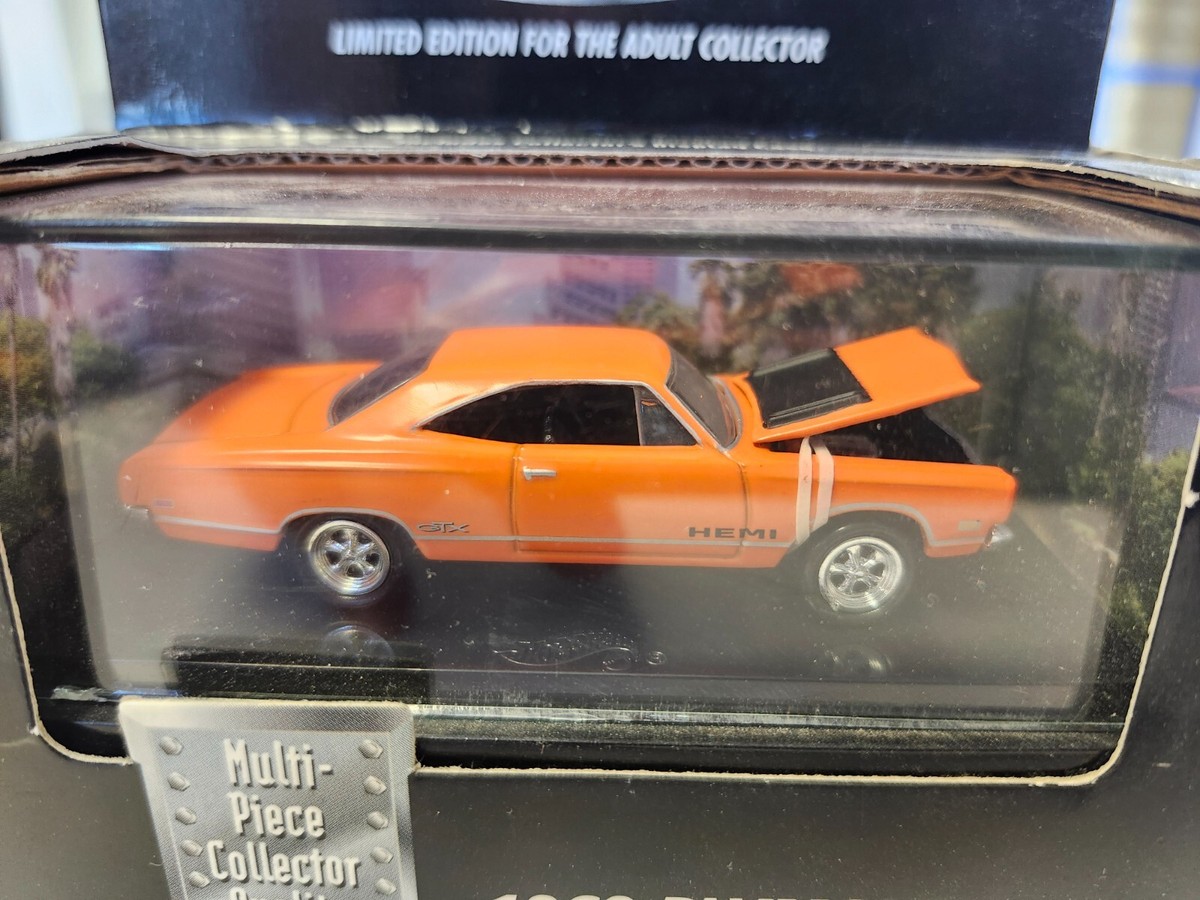 LIMITED EDITION FOR THE ADULT COLLECTOR
GTX
HEMI
Multi-
Piece
Collector